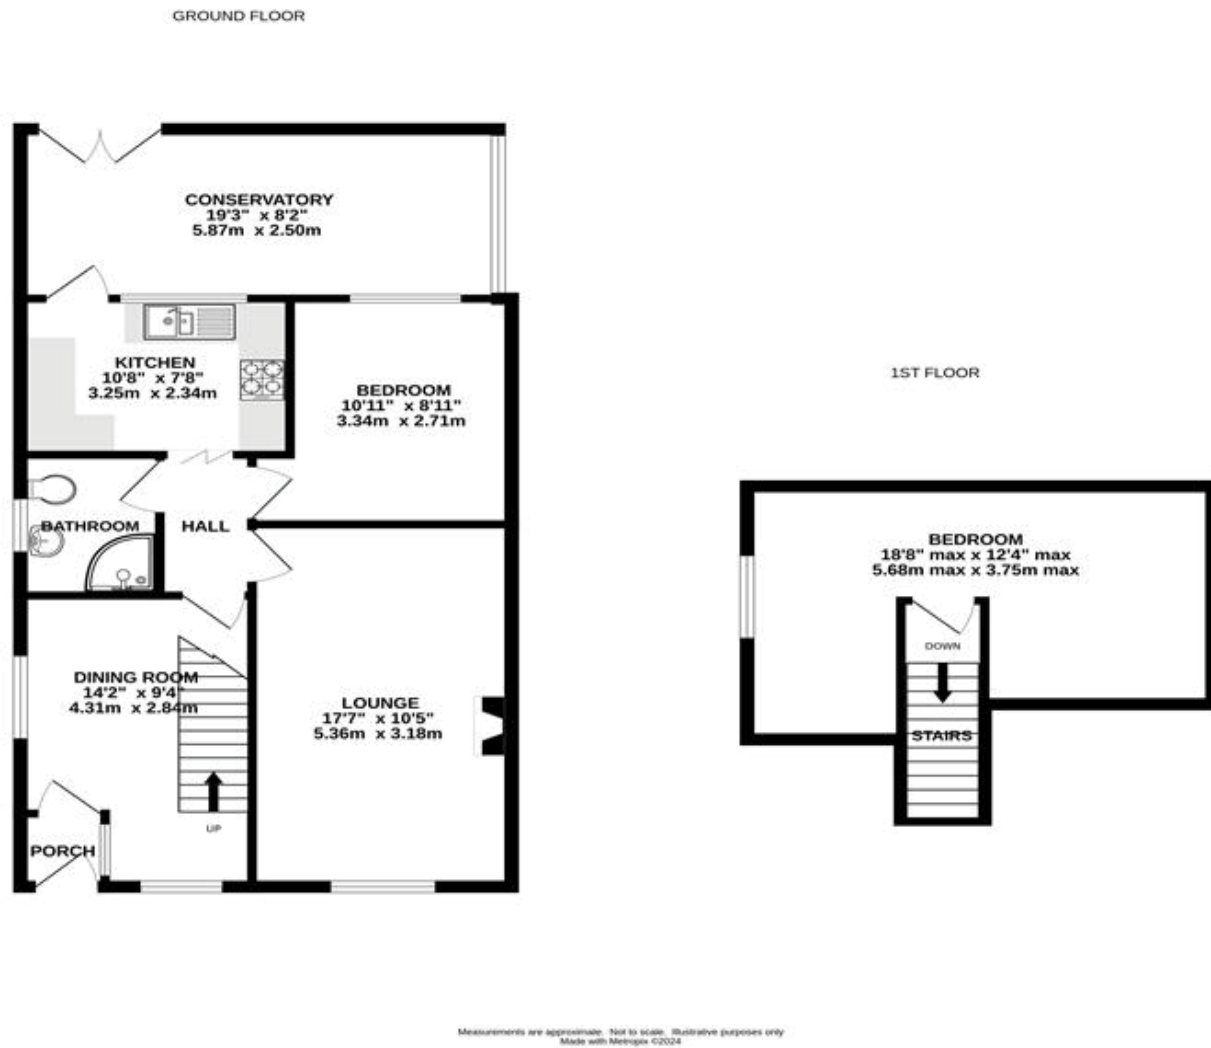 GROUND FLOOR
CONSERVATORY
19'3" x 8'2"
5.87m x 2.50m
KITCHEN
10'8" x 7'8"
3.25m x 2.34m
BEDROOM
10'11" x 8'11"
3.34m x 2.71m
BATHROOM
HALL
DINING ROOM
14'2" x 9'4"
4.31m x 2.84m
UP
LOUNGE
17'7" x 10'5"
5.36m x 3.18m
PORCH
1ST FLOOR
BEDROOM
18'8" max x 12'4" max
5.68m max x 3.75m max
DOWN
STAIRS
Measurements are approximate. Not to scale. Illustrative purposes only
Made with Metropix ©2024